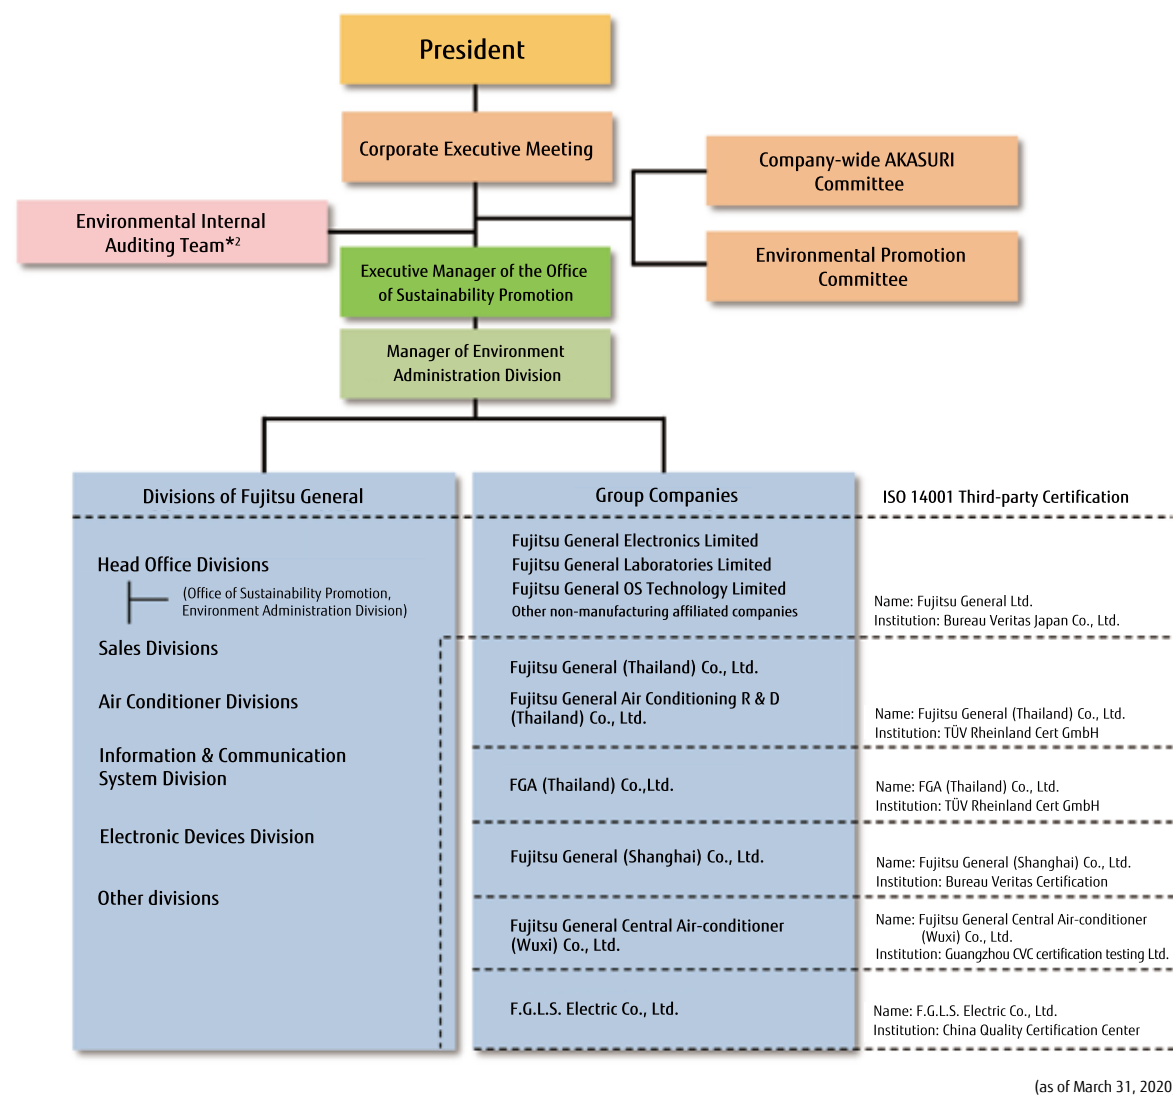 President
Corporate Executive Meeting
Company-wide AKASURI
Committee
Environmental Internal
Auditing Team*2
Environmental Promotion
Committee
Executive Manager of the Office
of Sustainability Promotion
Manager of Environment
Administration Division
Divisions of Fujitsu General
Head Office Divisions
(Office of Sustainability Promotion,
Environment Administration Division)
Sales Divisions
Air Conditioner Divisions
Information & Communication
System Division
Electronic Devices Division
Other divisions
Group Companies
ISO 14001 Third-party Certification
Fujitsu General Electronics Limited
Fujitsu General Laboratories Limited
Fujitsu General OS Technology Limited
Other non-manufacturing affiliated companies
Name: Fujitsu General Ltd.
Institution: Bureau Veritas Japan Co., Ltd.
Fujitsu General (Thailand) Co., Ltd.
Fujitsu General Air Conditioning R & D
(Thailand) Co., Ltd.
Name: Fujitsu General (Thailand) Co., Ltd.
Institution: TÜV Rheinland Cert GmbH
FGA (Thailand) Co.,Ltd.
Name: FGA (Thailand) Co., Ltd.
Institution: TÜV Rheinland Cert GmbH
Fujitsu General (Shanghai) Co., Ltd.
Name: Fujitsu General (Shanghai) Co., Ltd.
Institution: Bureau Veritas Certification
Fujitsu General Central Air-conditioner
(Wuxi) Co., Ltd.
Name: Fujitsu General Central Air-conditioner
(Wuxi) Co., Ltd.
Institution: Guangzhou CVC certification testing Ltd.
F.G.L.S. Electric Co., Ltd.
Name: F.G.L.S. Electric Co., Ltd.
Institution: China Quality Certification Center
(as of March 31, 2020